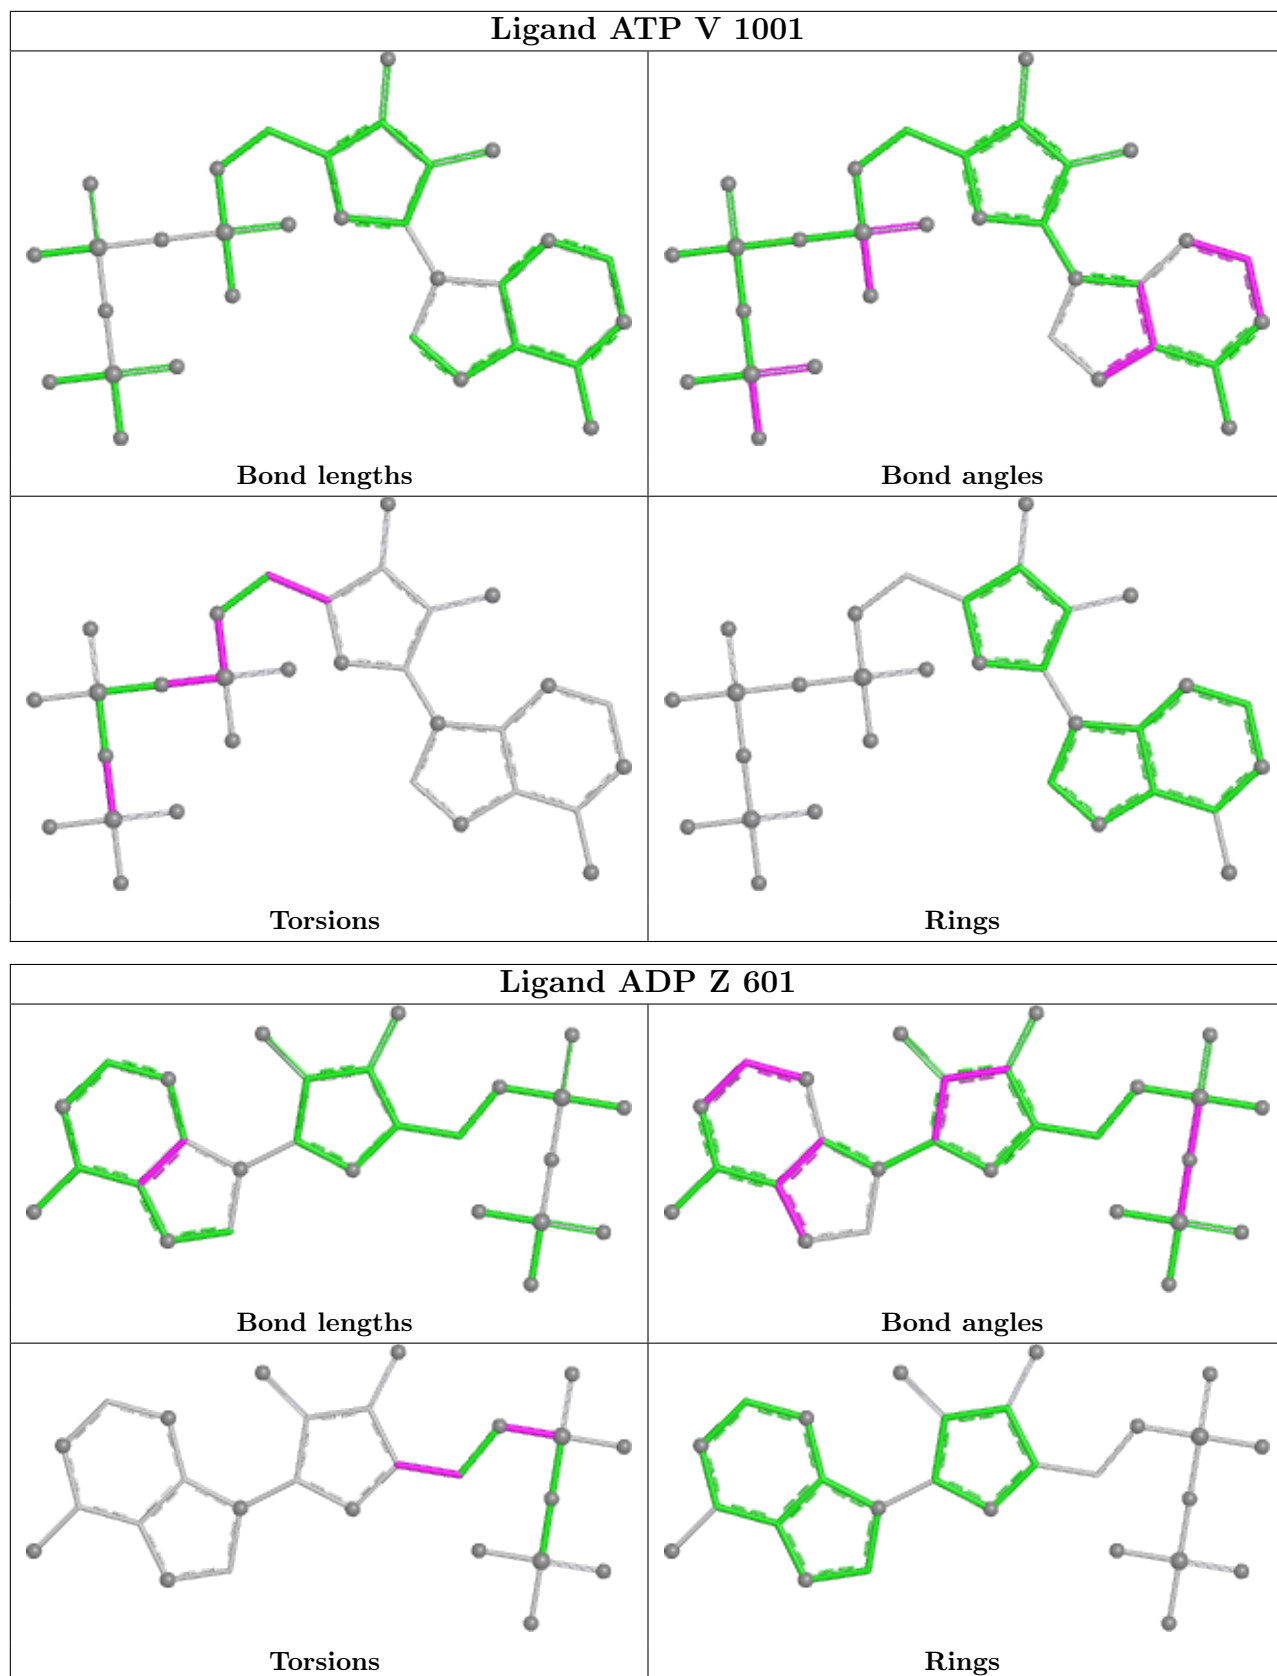 Ligand ATP V 1001
Bond lengths
Bond angles
Torsions
Rings
Ligand ADP Z 601
Bond lengths
Bond angles
Torsions
Rings